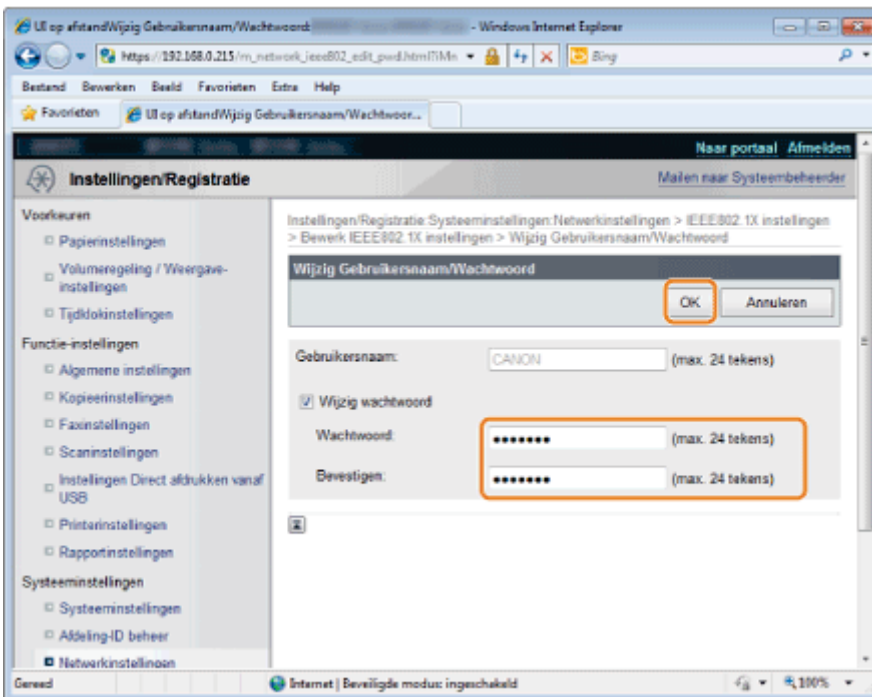 UI op afstandWijzig Gebruikersnaam/Wachtwoord: - Windows Internet Explorer
https://192.168.0.215/m_network_ieee802_edit_pwd.html?iMn
Bing
Bestand Bewerken Beeld Favorieten Extra Help
Favorieten UI op afstandWijzig Gebruikersnaam/Wachtwoor...
Naar portaal Afmelden
Instellingen/Registratie
Mailen naar Systeembeheerder
Voorkeuren
Papierinstellingen
Volumeregeling / Weergave-
instellingen
Tijdklokinstellingen
Functie-instellingen
Algemene instellingen
Kopieerinstellingen
Faxinstellingen
Scaninstellingen
Instellingen Direct afdrukken vanaf
USB
Printerinstellingen
Rapportinstellingen
Systeeminstellingen
Systeeminstellingen
Afdeling-ID beheer
Netwerkinstellingen
Instellingen/Registratie:Systeeminstellingen:Netwerkinstellingen > IEEE802.1X instellingen
> Bewerk IEEE802.1X instellingen > Wijzig Gebruikersnaam/Wachtwoord
Wijzig Gebruikersnaam/Wachtwoord
OK Annuleren
Gebruikersnaam: CANON (max. 24 tekens)
Wijzig wachtwoord
Wachtwoord: ●●●●●●● (max. 24 tekens)
Bevestigen: ●●●●●●● (max. 24 tekens)
Gereed Internet | Beveiligde modus: ingeschakeld 100%